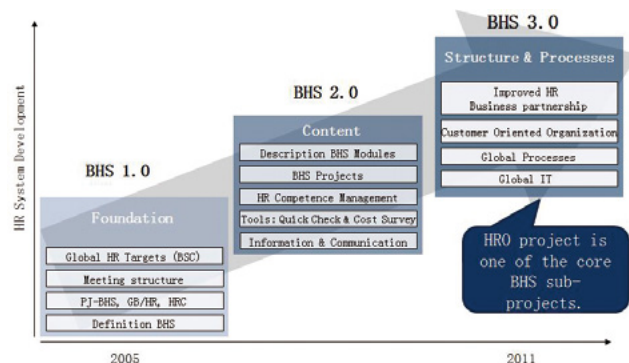 BHS 3.0
Structure & Processes
Improved HR
Business partnership
Customer Oriented Organization
Global Processes
Global IT
BHS 2.0
Content
Description BHS Modules
BHS Projects
HR Competence Management
Tools: Quick Check & Cost Survey
Information & Communication
BHS 1.0
Foundation
Global HR Targets (BSC)
Meeting structure
PJ-BHS, GB/HR, HRC
Definition BHS
HRO project is
one of the core
BHS sub-
projects.
HR System Development
2005
2011